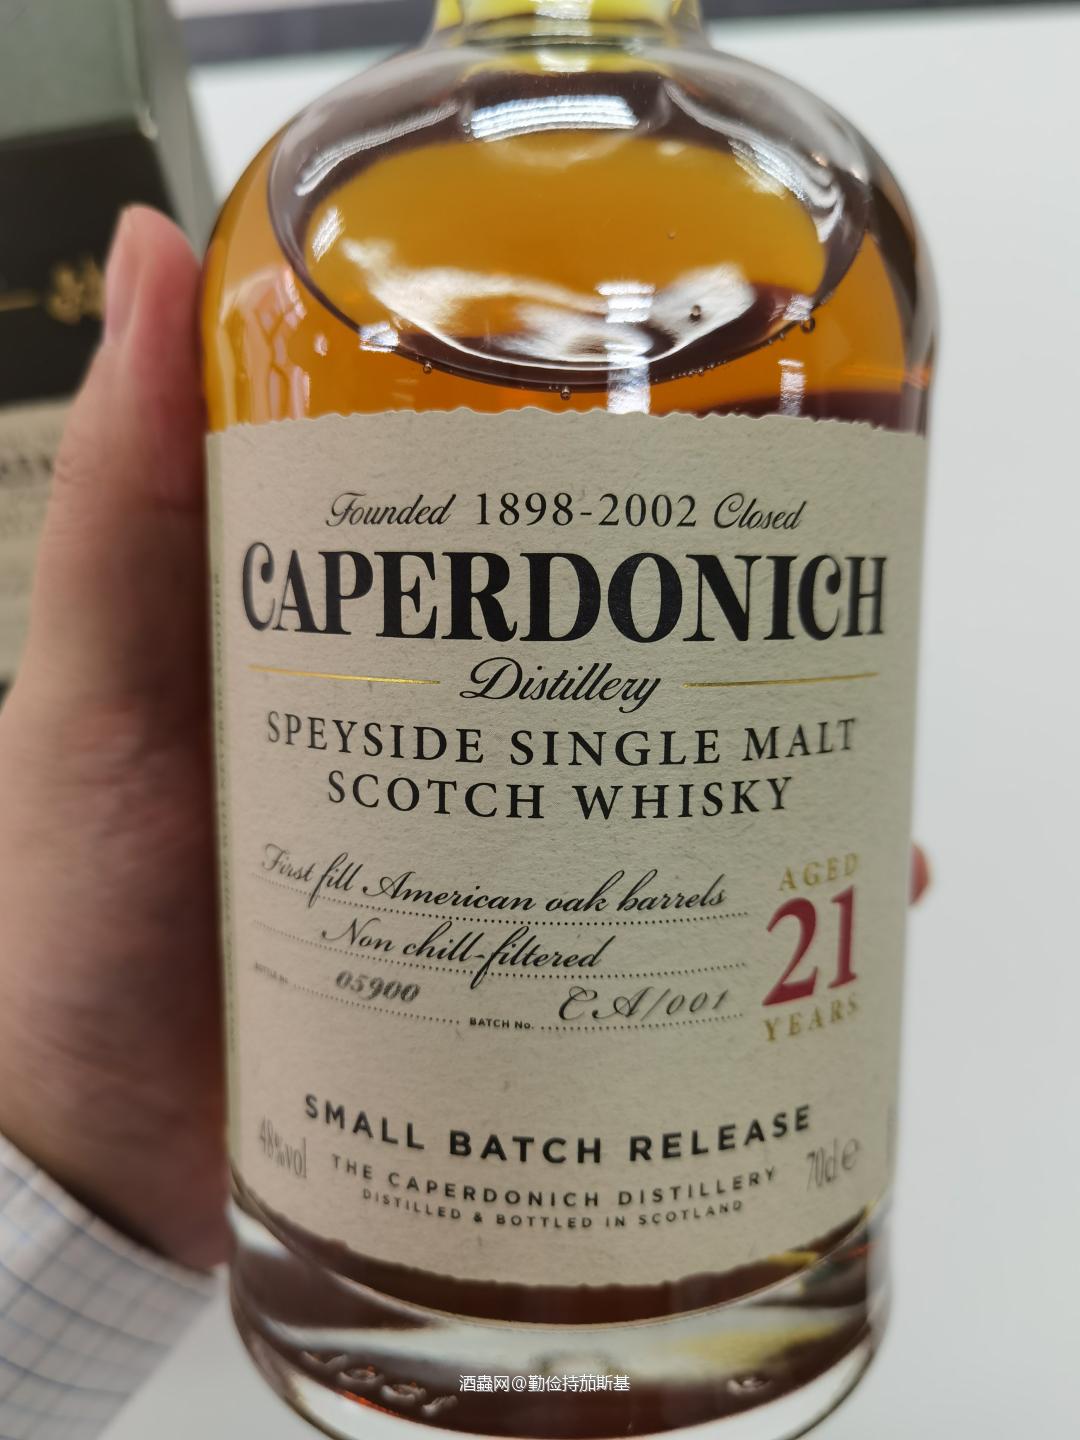 Founded 1898-2002 Closed
CAPERDONICH
Distillery
SPEYSIDE SINGLE MALT
SCOTCH WHISKY
First fill American oak barrels
Non chill-filtered
AGED
21
YEARS
BOTTLE No. 05900 BATCH No. CA/001
SMALL BATCH RELEASE
48%vol
70cl e
THE CAPERDONICH DISTILLERY
DISTILLED & BOTTLED IN SCOTLAND
酒蟲网@勤俭持茄斯基